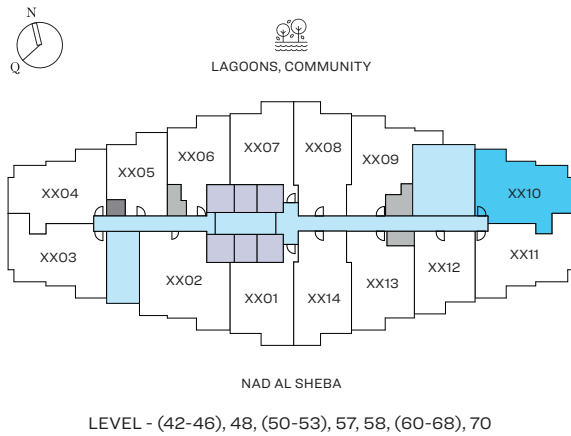 N
Q
LAGOONS, COMMUNITY
XX07 XX08
XX06 XX09
XX05
XX04 XX10
XX03 XX11
XX02 XX12
XX13
XX01 XX14
NAD AL SHEBA
LEVEL - (42-46), 48, (50-53), 57, 58, (60-68), 70